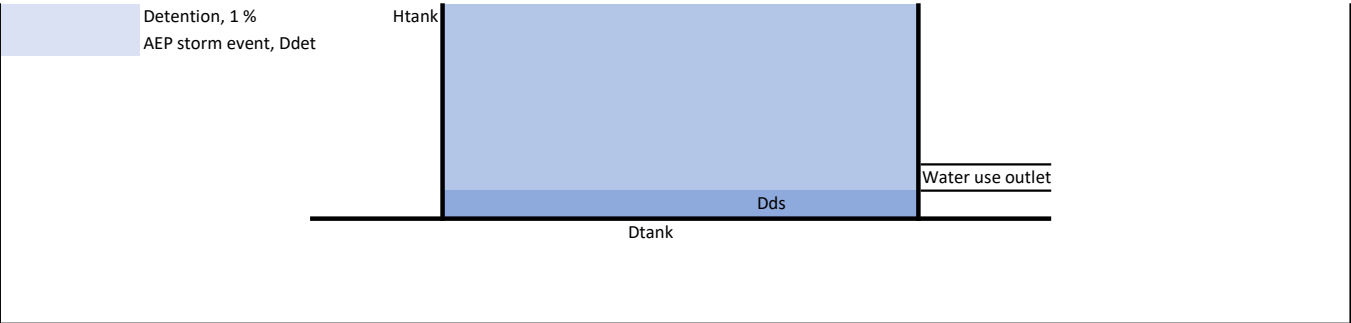 Detention, 1 %
AEP storm event, Ddet
Htank
Water use outlet
Dds
Dtank